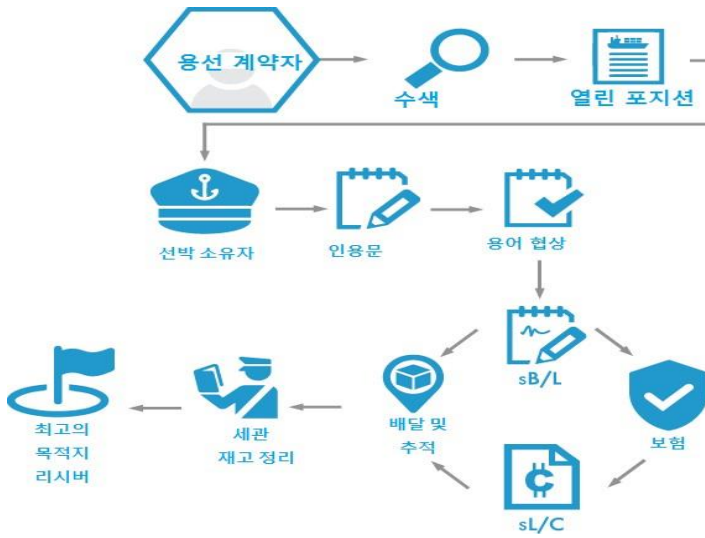 용선 계약자
수색
열린 포지션
선박 소유자
인용문
용어 협상
sB/L
보험
sL/C
배달 및
추적
세관
재고 정리
최고의
목적지
리시버